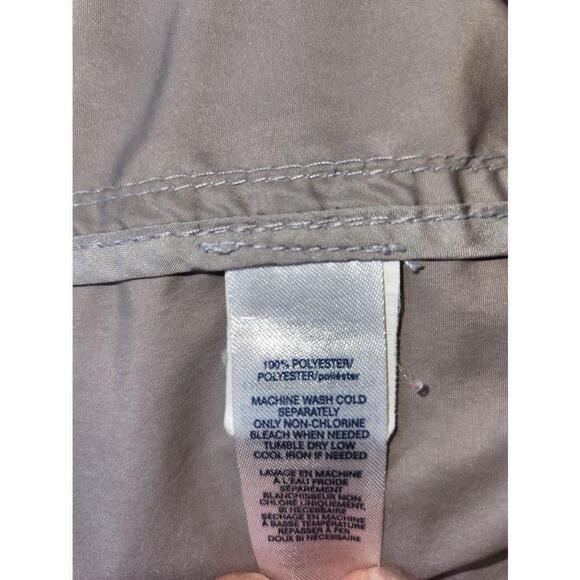 100% POLYESTER/
POLYESTER/poliéster
MACHINE WASH COLD
SEPARATELY
ONLY NON-CHLORINE
BLEACH WHEN NEEDED
TUMBLE DRY LOW
COOL IRON IF NEEDED
LAVAGE EN MACHINE
À L'EAU FROIDE
SÉPARÉMENT
BLANCHISSEUR NON
CHLORÉ UNIQUEMENT,
SI NÉCESSAIRE
SÉCHAGE EN MACHINE
À BASSE TEMPÉRATURE
REPASSER À FER
DOUX SI NÉCESSAIRE